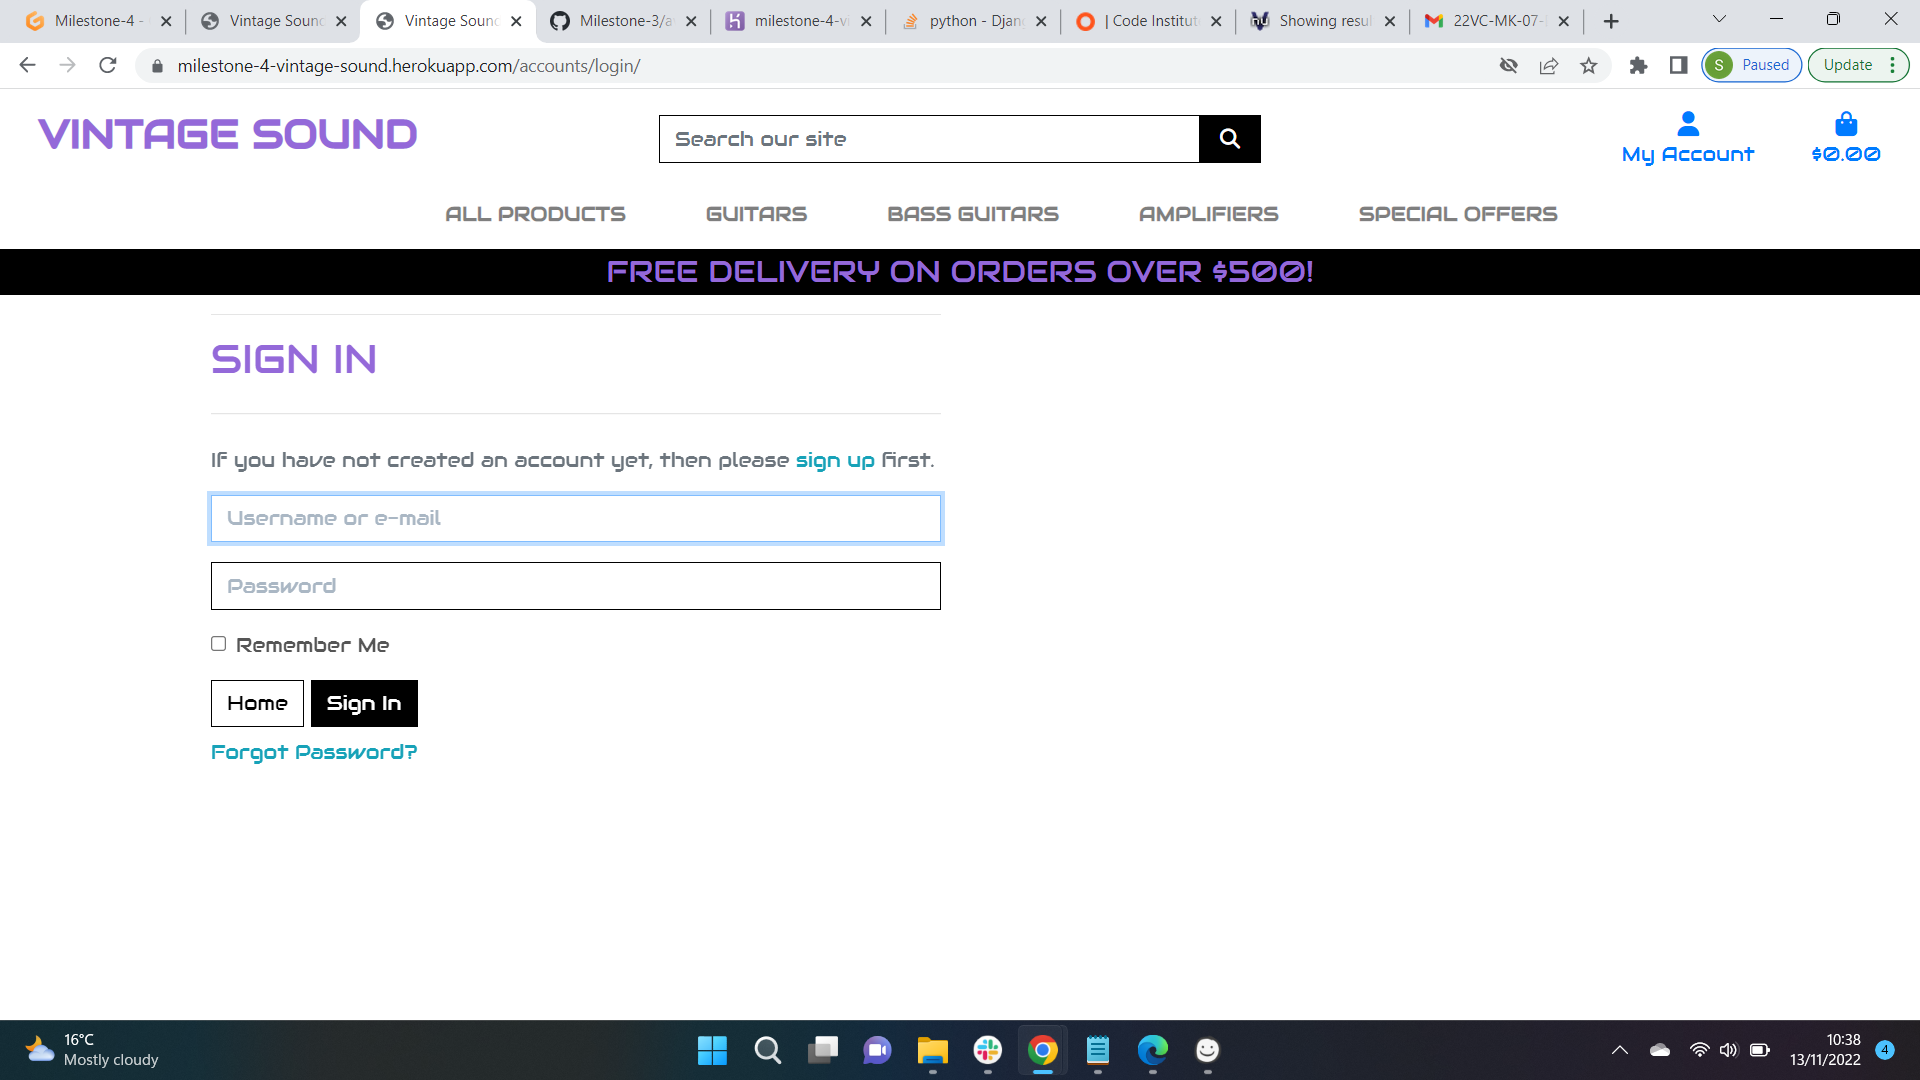 Milestone-4 -
Vintage Sound
Vintage Sound
Milestone-3/a
milestone-4-vi
python - Djan
| Code Institut
Showing resul
22VC-MK-07-
milestone-4-vintage-sound.herokuapp.com/accounts/login/
S
Paused
Update
VINTAGE SOUND
Search our site
My Account
$0.00
ALL PRODUCTS
GUITARS
BASS GUITARS
AMPLIFIERS
SPECIAL OFFERS
FREE DELIVERY ON ORDERS OVER $500!
SIGN IN
If you have not created an account yet, then please sign up first.
Username or e-mail
Password
Remember Me
Home
Sign In
Forgot Password?
16°C
Mostly cloudy
10:38
13/11/2022
4